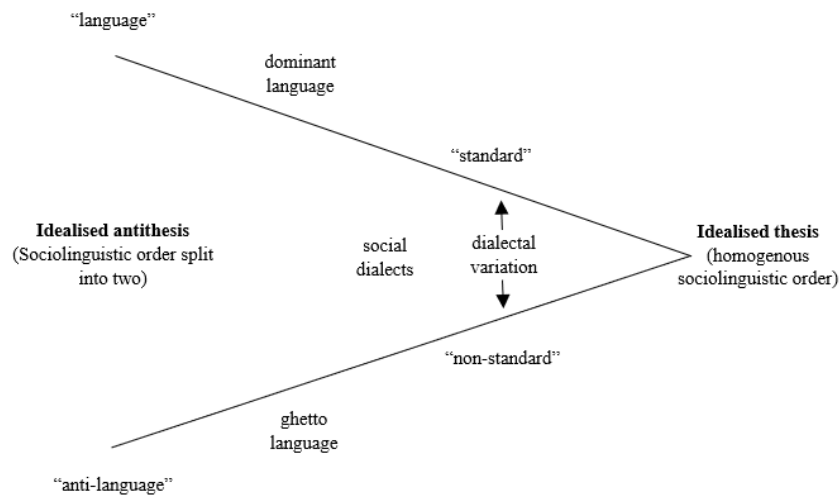 “language”
dominant
language
“standard”
Idealised antithesis
(Sociolinguistic order split
into two)
social
dialects
dialectal
variation
Idealised thesis
(homogenous
sociolinguistic order)
“non-standard”
ghetto
language
“anti-language”